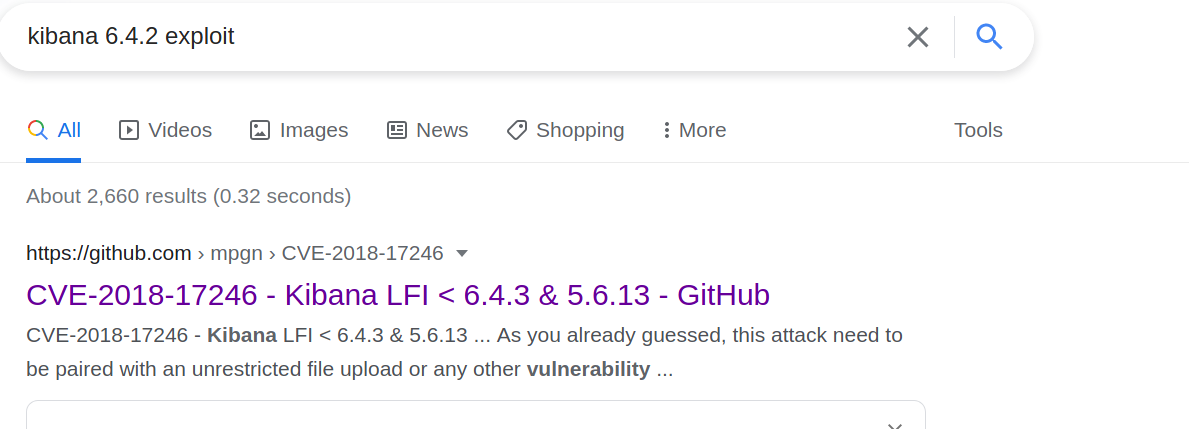 kibana 6.4.2 exploit
All Videos Images News Shopping More Tools
About 2,660 results (0.32 seconds)
https://github.com › mpgn › CVE-2018-17246
CVE-2018-17246 - Kibana LFI < 6.4.3 & 5.6.13 - GitHub
CVE-2018-17246 - Kibana LFI < 6.4.3 & 5.6.13 ... As you already guessed, this attack need to
be paired with an unrestricted file upload or any other vulnerability ...